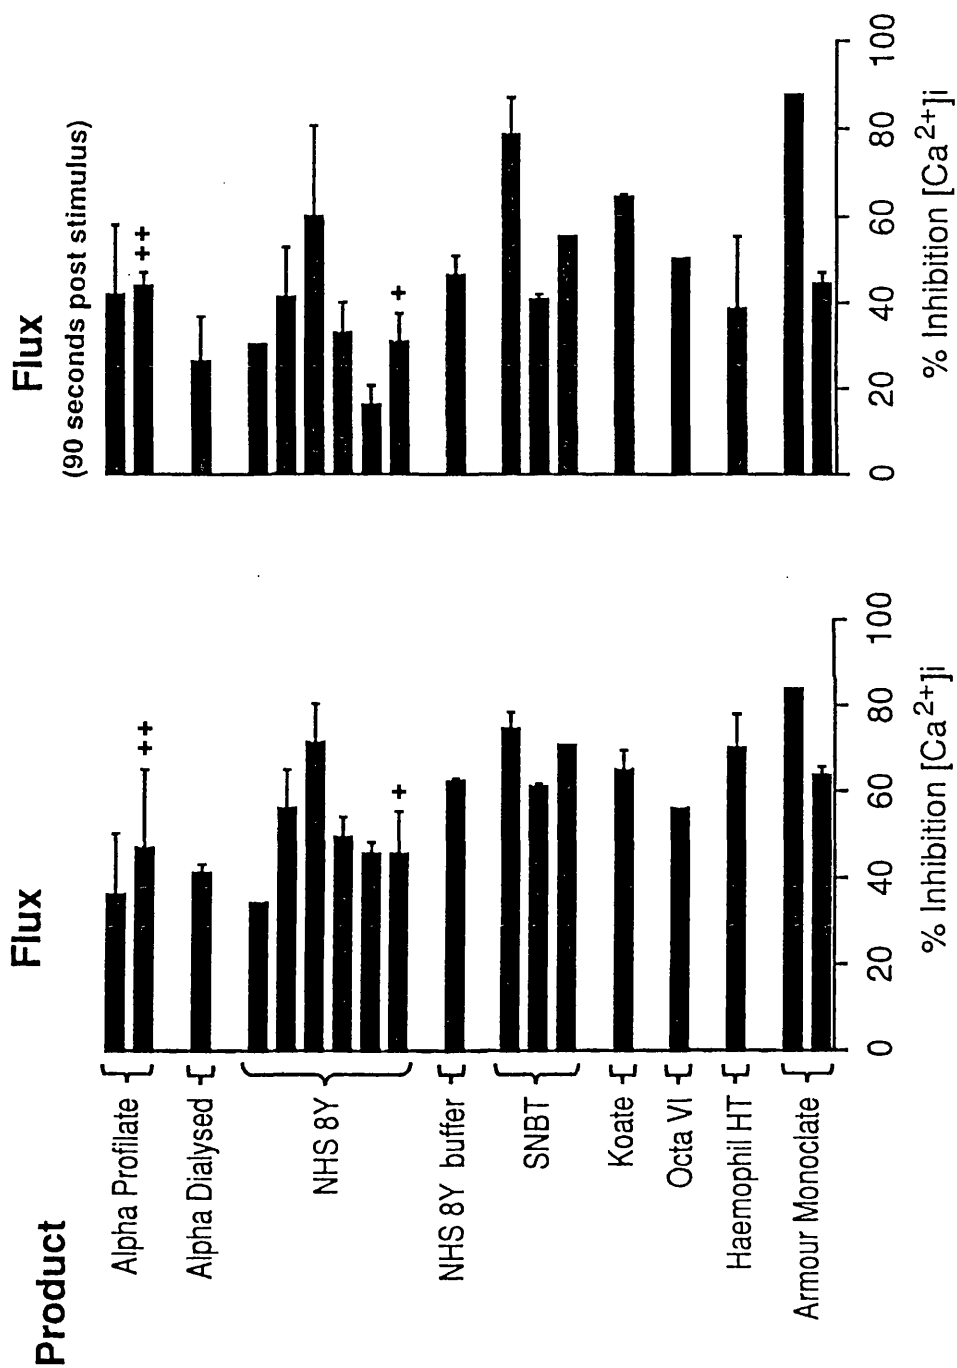 Product
Flux
Flux
(90 seconds post stimulus)
Alpha Profilate
++
++
Alpha Dialysed
NHS 8Y
+
+
NHS 8Y buffer
SNBT
Koate
Octa VI
Haemophil HT
Armour Monoclate
0 20 40 60 80 100
0 20 40 60 80 100
% Inhibition [Ca2+]i
% Inhibition [Ca2+]i